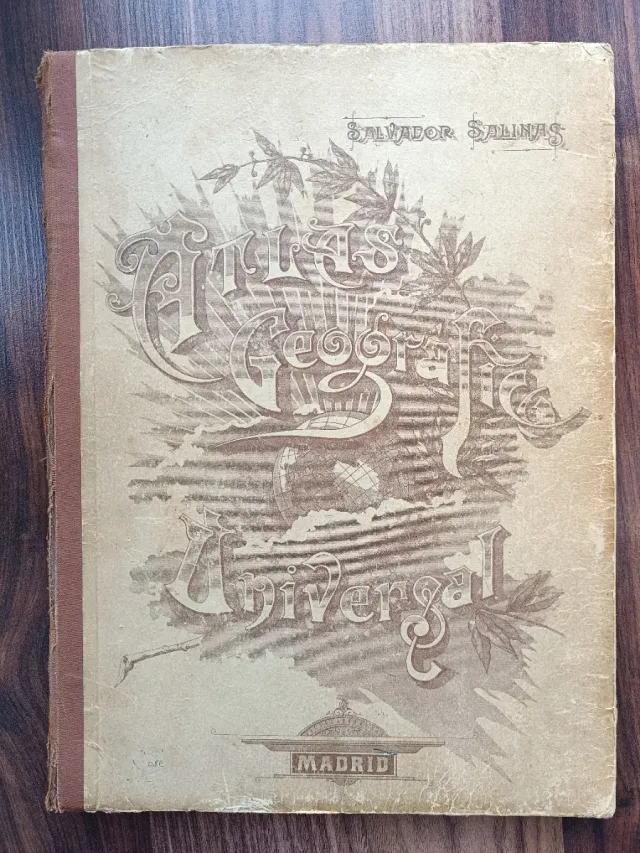 SALVADOR SALINAS
ATLAS
Geográfico
Universal
MADRID